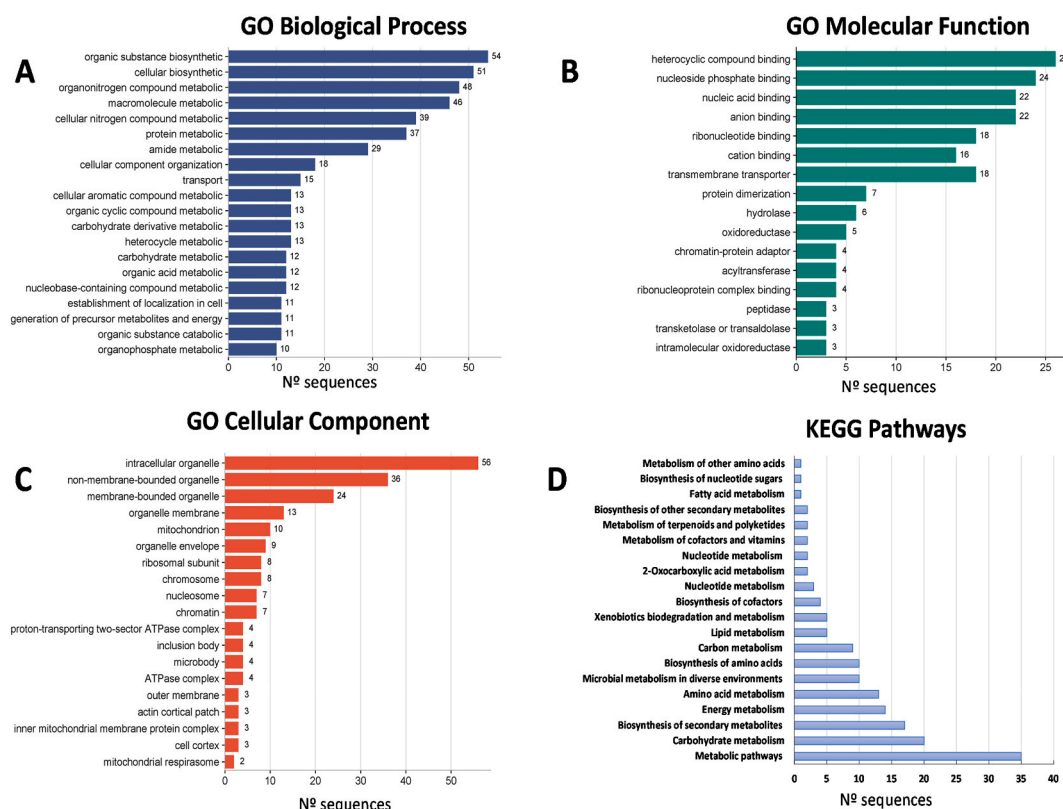 GO Biological Process
A
organic substance biosynthetic 54
cellular biosynthetic 51
organonitrogen compound metabolic 48
macromolecule metabolic 46
cellular nitrogen compound metabolic 39
protein metabolic 37
amide metabolic 29
cellular component organization 18
transport 15
cellular aromatic compound metabolic 13
organic cyclic compound metabolic 13
carbohydrate derivative metabolic 13
heterocycle metabolic 13
carbohydrate metabolic 12
organic acid metabolic 12
nucleobase-containing compound metabolic 12
establishment of localization in cell 11
generation of precursor metabolites and energy 11
organic substance catabolic 11
organophosphate metabolic 10
0 10 20 30 40 50
Nº sequences
GO Molecular Function
B
heterocyclic compound binding 2
nucleoside phosphate binding 24
nucleic acid binding 22
anion binding 22
ribonucleotide binding 18
cation binding 16
transmembrane transporter 18
protein dimerization 7
hydrolase 6
oxidoreductase 5
chromatin-protein adaptor 4
acyltransferase 4
ribonucleoprotein complex binding 4
peptidase 3
transketolase or transaldolase 3
intramolecular oxidoreductase 3
0 5 10 15 20 25
Nº sequences
GO Cellular Component
C
intracellular organelle 56
non-membrane-bounded organelle 36
membrane-bounded organelle 24
organelle membrane 13
mitochondrion 10
organelle envelope 9
ribosomal subunit 8
chromosome 8
nucleosome 7
chromatin 7
proton-transporting two-sector ATPase complex 4
inclusion body 4
microbody 4
ATPase complex 4
outer membrane 3
actin cortical patch 3
inner mitochondrial membrane protein complex 3
cell cortex 3
mitochondrial respirasome 2
0 10 20 30 40 50
Nº sequences
KEGG Pathways
D
Metabolism of other amino acids
Biosynthesis of nucleotide sugars
Fatty acid metabolism
Biosynthesis of other secondary metabolites
Metabolism of terpenoids and polyketides
Metabolism of cofactors and vitamins
Nucleotide metabolism
2-Oxocarboxylic acid metabolism
Nucleotide metabolism
Biosynthesis of cofactors
Xenobiotics biodegradation and metabolism
Lipid metabolism
Carbon metabolism
Biosynthesis of amino acids
Microbial metabolism in diverse environments
Amino acid metabolism
Energy metabolism
Biosynthesis of secondary metabolites
Carbohydrate metabolism
Metabolic pathways
0 5 10 15 20 25 30 35 40
Nº sequences